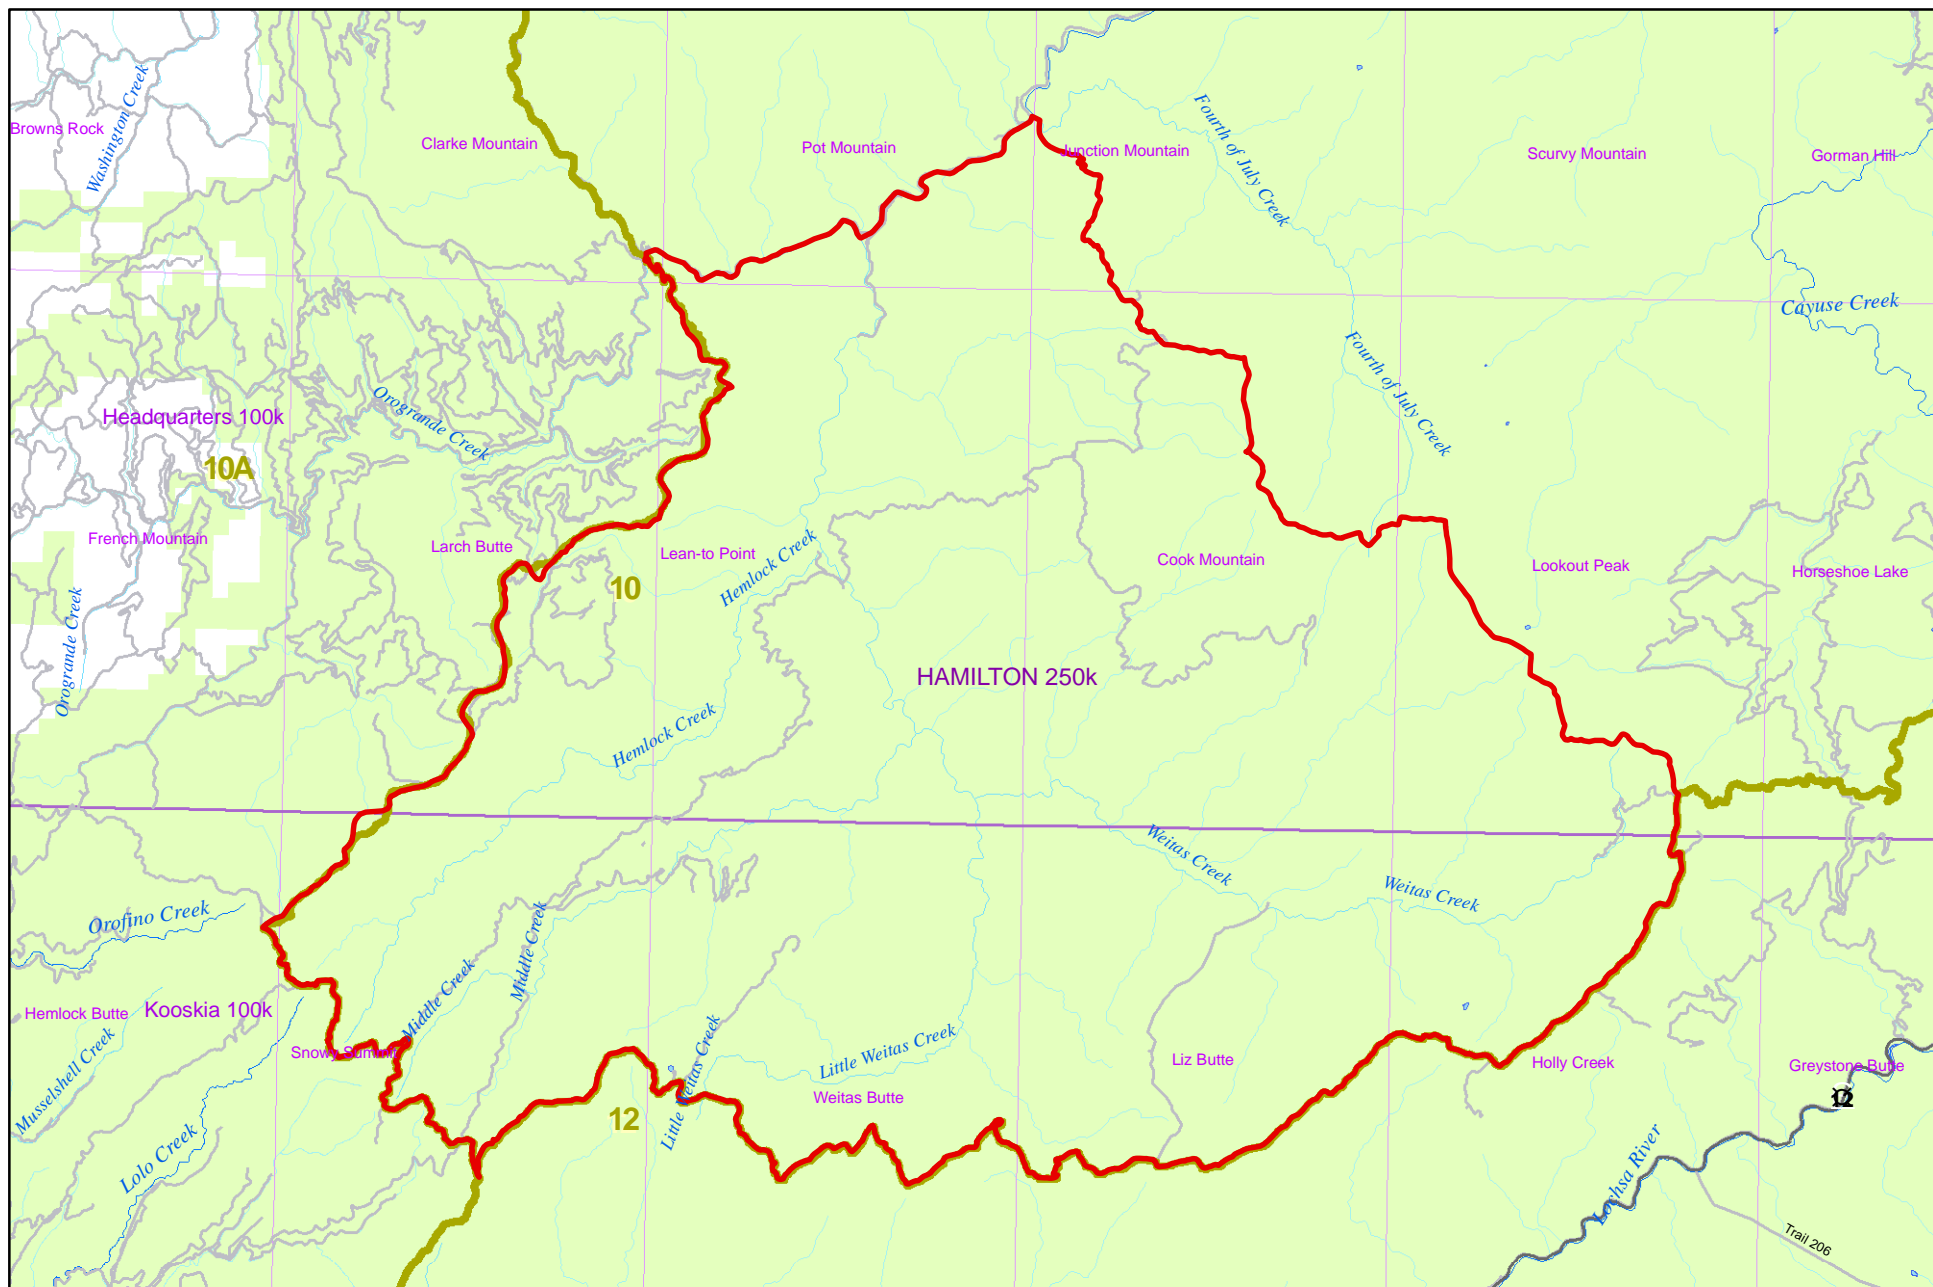 Browns Rock
Washington Creek
Clarke Mountain
Pot Mountain
Junction Mountain
Fourth of July Creek
Scurvy Mountain
Gorman Hill
Cayuse Creek
Fourth of July Creek
Headquarters 100k
Orogrande Creek
10A
French Mountain
Larch Butte
Lean-to Point
Hemlock Creek
Cook Mountain
Lookout Peak
Horseshoe Lake
10
Orogrande Creek
HAMILTON 250k
Hemlock Creek
Weitas Creek
Weitas Creek
Orofino Creek
Middle Creek
Hemlock Butte
Kooskia 100k
Middle Creek
Snowy Summit
Musselshell Creek
Little Weitas Creek
Little Weitas Creek
Liz Butte
Holly Creek
Greystone Butte
Weitas Butte
12
12
Lolo Creek
Lochsa River
Trail 206